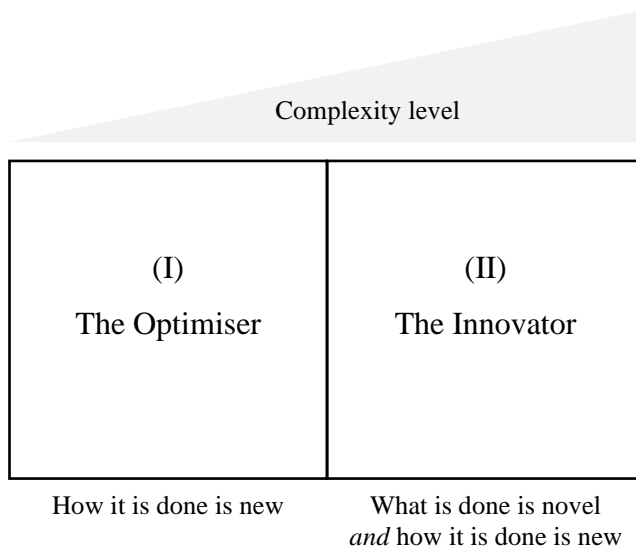 Complexity level
(I)
The Optimiser
(II)
The Innovator
How it is done is new
What is done is novel
and how it is done is new